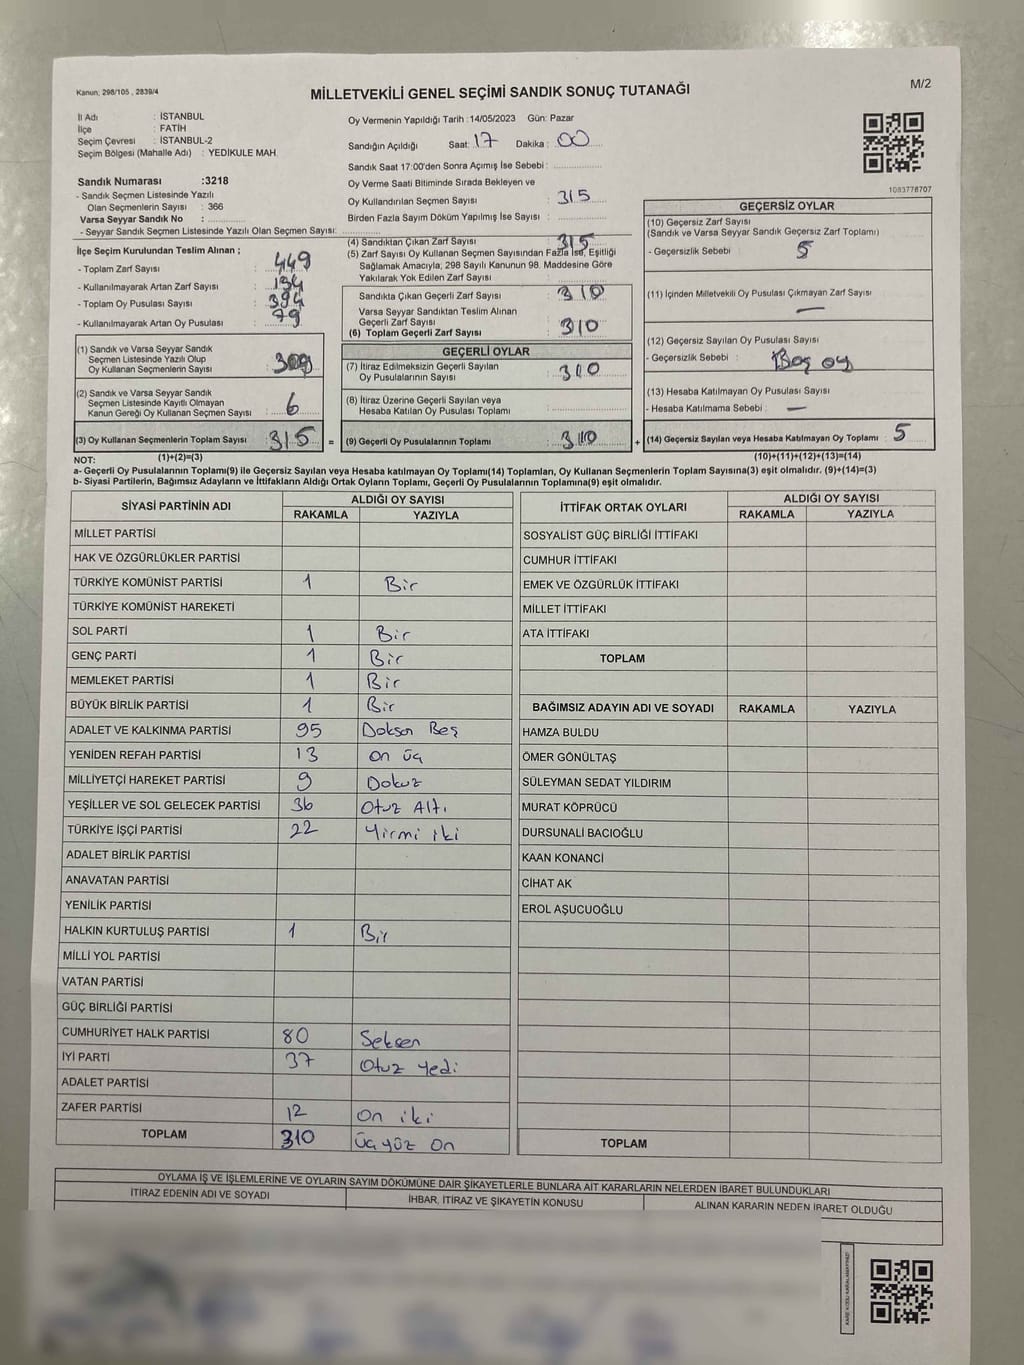 Kanun: 298/105 , 2839/4
MİLLETVEKİLİ GENEL SEÇİMİ SANDIK SONUÇ TUTANAĞI
M/2
İl Adı : İSTANBUL
İlçe : FATİH
Seçim Çevresi : İSTANBUL-2
Seçim Bölgesi (Mahalle Adı) : YEDİKULE MAH.
Sandık Numarası :3218
- Sandık Seçmen Listesinde Yazılı
Olan Seçmenlerin Sayısı : 366
Varsa Seyyar Sandık No :
- Seyyar Sandık Seçmen Listesinde Yazılı Olan Seçmen Sayısı:
Oy Vermenin Yapıldığı Tarih :14/05/2023 Gün: Pazar
Sandığın Açıldığı Saat: 17 Dakika : 00
Sandık Saat 17:00'den Sonra Açımış İse Sebebi :
Oy Verme Saati Bitiminde Sırada Bekleyen ve
Oy Kullandırılan Seçmen Sayısı : 315
Birden Fazla Sayım Döküm Yapılmış İse Sayısı :
1083778707
İlçe Seçim Kurulundan Teslim Alınan ;
- Toplam Zarf Sayısı : 449
- Kullanılmayarak Artan Zarf Sayısı : 134
- Toplam Oy Pusulası Sayısı : 394
- Kullanılmayarak Artan Oy Pusulası : 79
(1) Sandık ve Varsa Seyyar Sandık
Seçmen Listesinde Yazılı Olup
Oy Kullanan Seçmenlerin Sayısı : 309
(2) Sandık ve Varsa Seyyar Sandık
Seçmen Listesinde Kayıtlı Olmayan
Kanun Gereği Oy Kullanan Seçmen Sayısı : 6
(3) Oy Kullanan Seçmenlerin Toplam Sayısı : 315 =
(1)+(2)=(3)
(4) Sandıktan Çıkan Zarf Sayısı : 315
(5) Zarf Sayısı Oy Kullanan Seçmen Sayısından Fazla İse, Eşitliği
Sağlamak Amacıyla, 298 Sayılı Kanunun 98. Maddesine Göre
Yakılarak Yok Edilen Zarf Sayısı :
Sandıkta Çıkan Geçerli Zarf Sayısı : 310
Varsa Seyyar Sandıktan Teslim Alınan
Geçerli Zarf Sayısı :
(6) Toplam Geçerli Zarf Sayısı : 310
GEÇERLİ OYLAR
(7) İtiraz Edilmeksizin Geçerli Sayılan
Oy Pusulalarının Sayısı : 310
(8) İtiraz Üzerine Geçerli Sayılan veya
Hesaba Katılan Oy Pusulası Toplamı :
(9) Geçerli Oy Pusulalarının Toplamı : 310 +
GEÇERSİZ OYLAR
(10) Geçersiz Zarf Sayısı
(Sandık ve Varsa Seyyar Sandık Geçersiz Zarf Toplamı)
- Geçersizlik Sebebi : 5
(11) İçinden Milletvekili Oy Pusulası Çıkmayan Zarf Sayısı
—
(12) Geçersiz Sayılan Oy Pusulası Sayısı
- Geçersizlik Sebebi : Boş oy
(13) Hesaba Katılmayan Oy Pusulası Sayısı
- Hesaba Katılmama Sebebi : —
(14) Geçersiz Sayılan veya Hesaba Katılmayan Oy Toplamı : 5
(10)+(11)+(12)+(13)=(14)
NOT:
a- Geçerli Oy Pusulalarının Toplamı(9) ile Geçersiz Sayılan veya Hesaba katılmayan Oy Toplamı(14) Toplamları, Oy Kullanan Seçmenlerin Toplam Sayısına(3) eşit olmalıdır. (9)+(14)=(3)
b- Siyasi Partilerin, Bağımsız Adayların ve İttifakların Aldığı Ortak Oyların Toplamı, Geçerli Oy Pusulalarının Toplamına(9) eşit olmalıdır.
SİYASİ PARTİNİN ADI
ALDIĞI OY SAYISI
RAKAMLA YAZIYLA
MİLLET PARTİSİ
HAK VE ÖZGÜRLÜKLER PARTİSİ
TÜRKİYE KOMÜNİST PARTİSİ 1 Bir
TÜRKİYE KOMÜNİST HAREKETİ
SOL PARTİ 1 Bir
GENÇ PARTİ 1 Bir
MEMLEKET PARTİSİ 1 Bir
BÜYÜK BİRLİK PARTİSİ 1 Bir
ADALET VE KALKINMA PARTİSİ 95 Doksan Beş
YENİDEN REFAH PARTİSİ 13 On üç
MİLLİYETÇİ HAREKET PARTİSİ 9 Dokuz
YEŞİLLER VE SOL GELECEK PARTİSİ 36 Otuz Altı
TÜRKİYE İŞÇİ PARTİSİ 22 Yirmi iki
ADALET BİRLİK PARTİSİ
ANAVATAN PARTİSİ
YENİLİK PARTİSİ
HALKIN KURTULUŞ PARTİSİ 1 Bir
MİLLİ YOL PARTİSİ
VATAN PARTİSİ
GÜÇ BİRLİĞİ PARTİSİ
CUMHURİYET HALK PARTİSİ 80 Seksen
İYİ PARTİ 37 Otuz yedi
ADALET PARTİSİ
ZAFER PARTİSİ 12 On iki
TOPLAM 310 üç yüz on
İTTİFAK ORTAK OYLARI
ALDIĞI OY SAYISI
RAKAMLA YAZIYLA
SOSYALİST GÜÇ BİRLİĞİ İTTİFAKI
CUMHUR İTTİFAKI
EMEK VE ÖZGÜRLÜK İTTİFAKI
MİLLET İTTİFAKI
ATA İTTİFAKI
TOPLAM
BAĞIMSIZ ADAYIN ADI VE SOYADI RAKAMLA YAZIYLA
HAMZA BULDU
ÖMER GÖNÜLTAŞ
SÜLEYMAN SEDAT YILDIRIM
MURAT KÖPRÜCÜ
DURSUNALİ BACIOĞLU
KAAN KONANCİ
CİHAT AK
EROL AŞUCUOĞLU
TOPLAM
OYLAMA İŞ VE İŞLEMLERİNE VE OYLARIN SAYIM DÖKÜMÜNE DAİR ŞİKAYETLERLE BUNLARA AİT KARARLARIN NELERDEN İBARET BULUNDUKLARI
İTİRAZ EDENİN ADI VE SOYADI
İHBAR, İTİRAZ VE ŞİKAYETİN KONUSU
ALINAN KARARIN NEDEN İBARET OLDUĞU